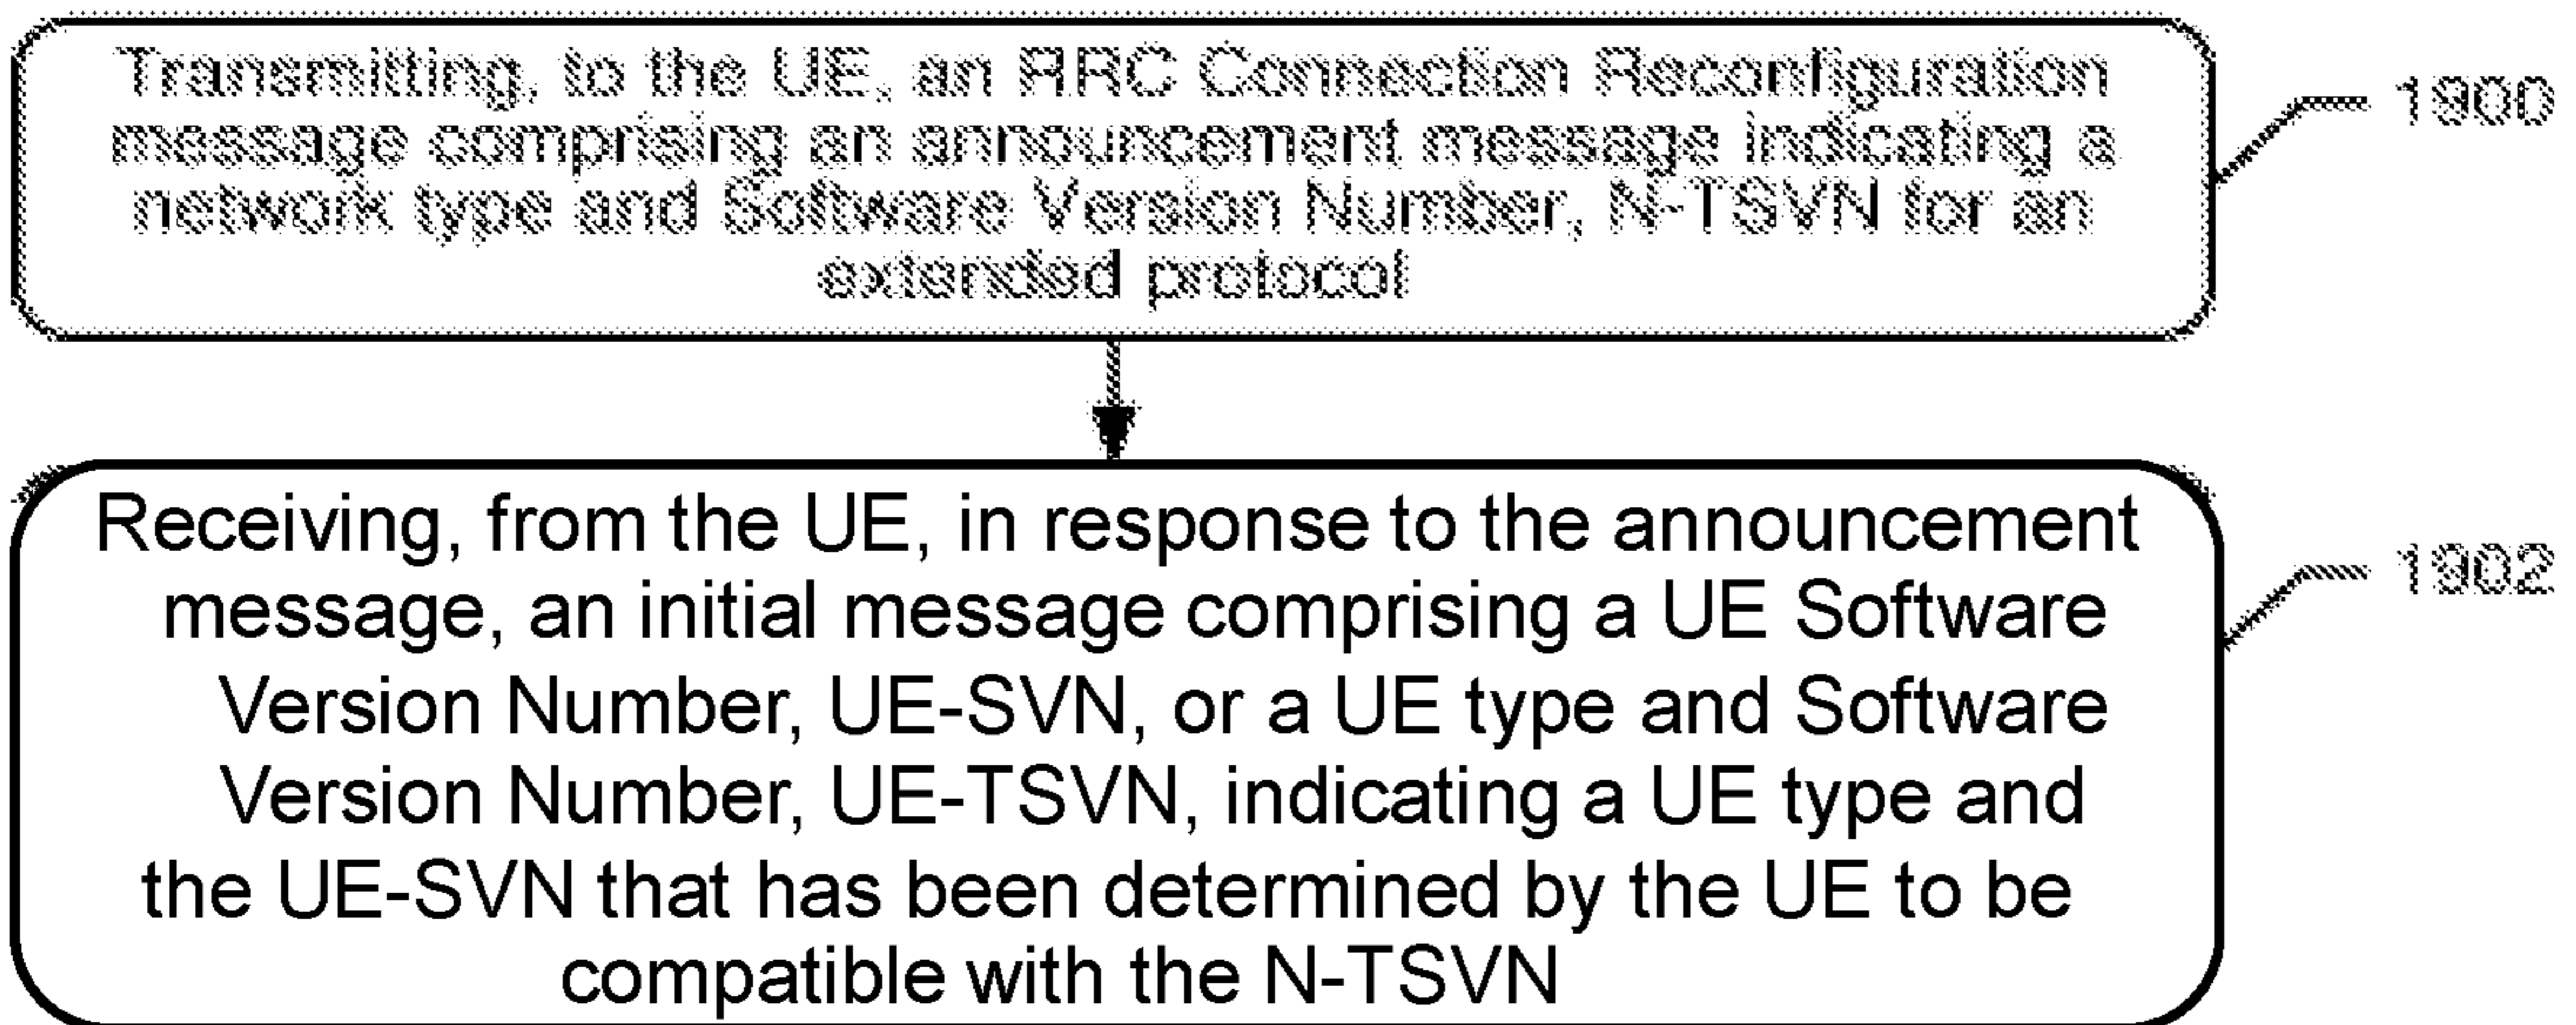 Transmitting, to the UE, an RRC Connection Reconfiguration
message comprising an announcement message indicating a
network type and Software Version Number, N-TSVN for an
extended protocol
1900
Receiving, from the UE, in response to the announcement
message, an initial message comprising a UE Software
Version Number, UE-SVN, or a UE type and Software
Version Number, UE-TSVN, indicating a UE type and
the UE-SVN that has been determined by the UE to be
compatible with the N-TSVN
1902